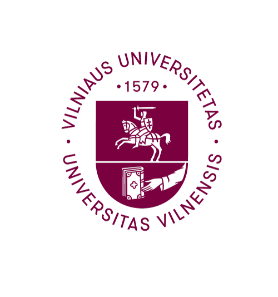 VILNIAUS UNIVERSITETAS
· 1579 ·
UNIVERSITAS VILNENSIS